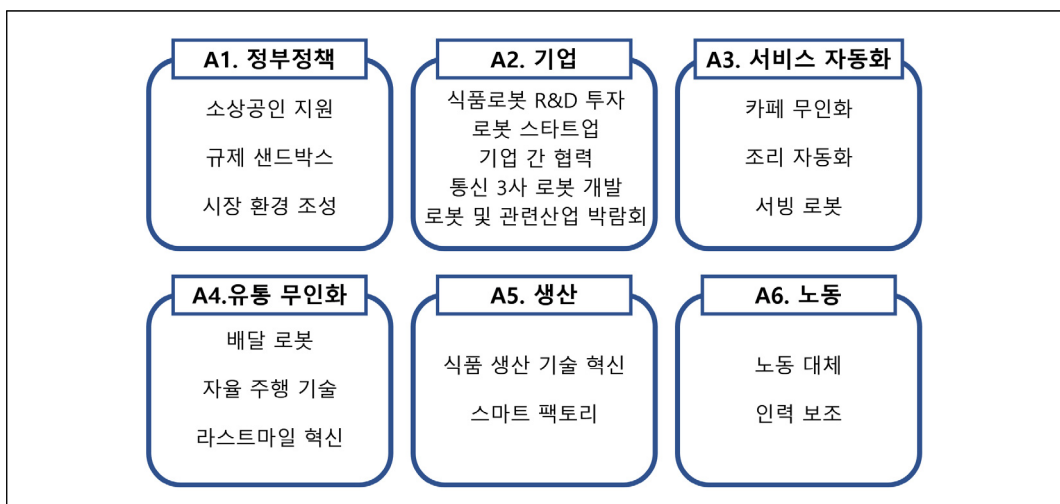 A1. 정부정책
소상공인 지원
규제 샌드박스
시장 환경 조성
A2. 기업
식품로봇 R&D 투자
로봇 스타트업
기업 간 협력
통신 3사 로봇 개발
로봇 및 관련산업 박람회
A3. 서비스 자동화
카페 무인화
조리 자동화
서빙 로봇
A4.유통 무인화
배달 로봇
자율 주행 기술
라스트마일 혁신
A5. 생산
식품 생산 기술 혁신
스마트 팩토리
A6. 노동
노동 대체
인력 보조